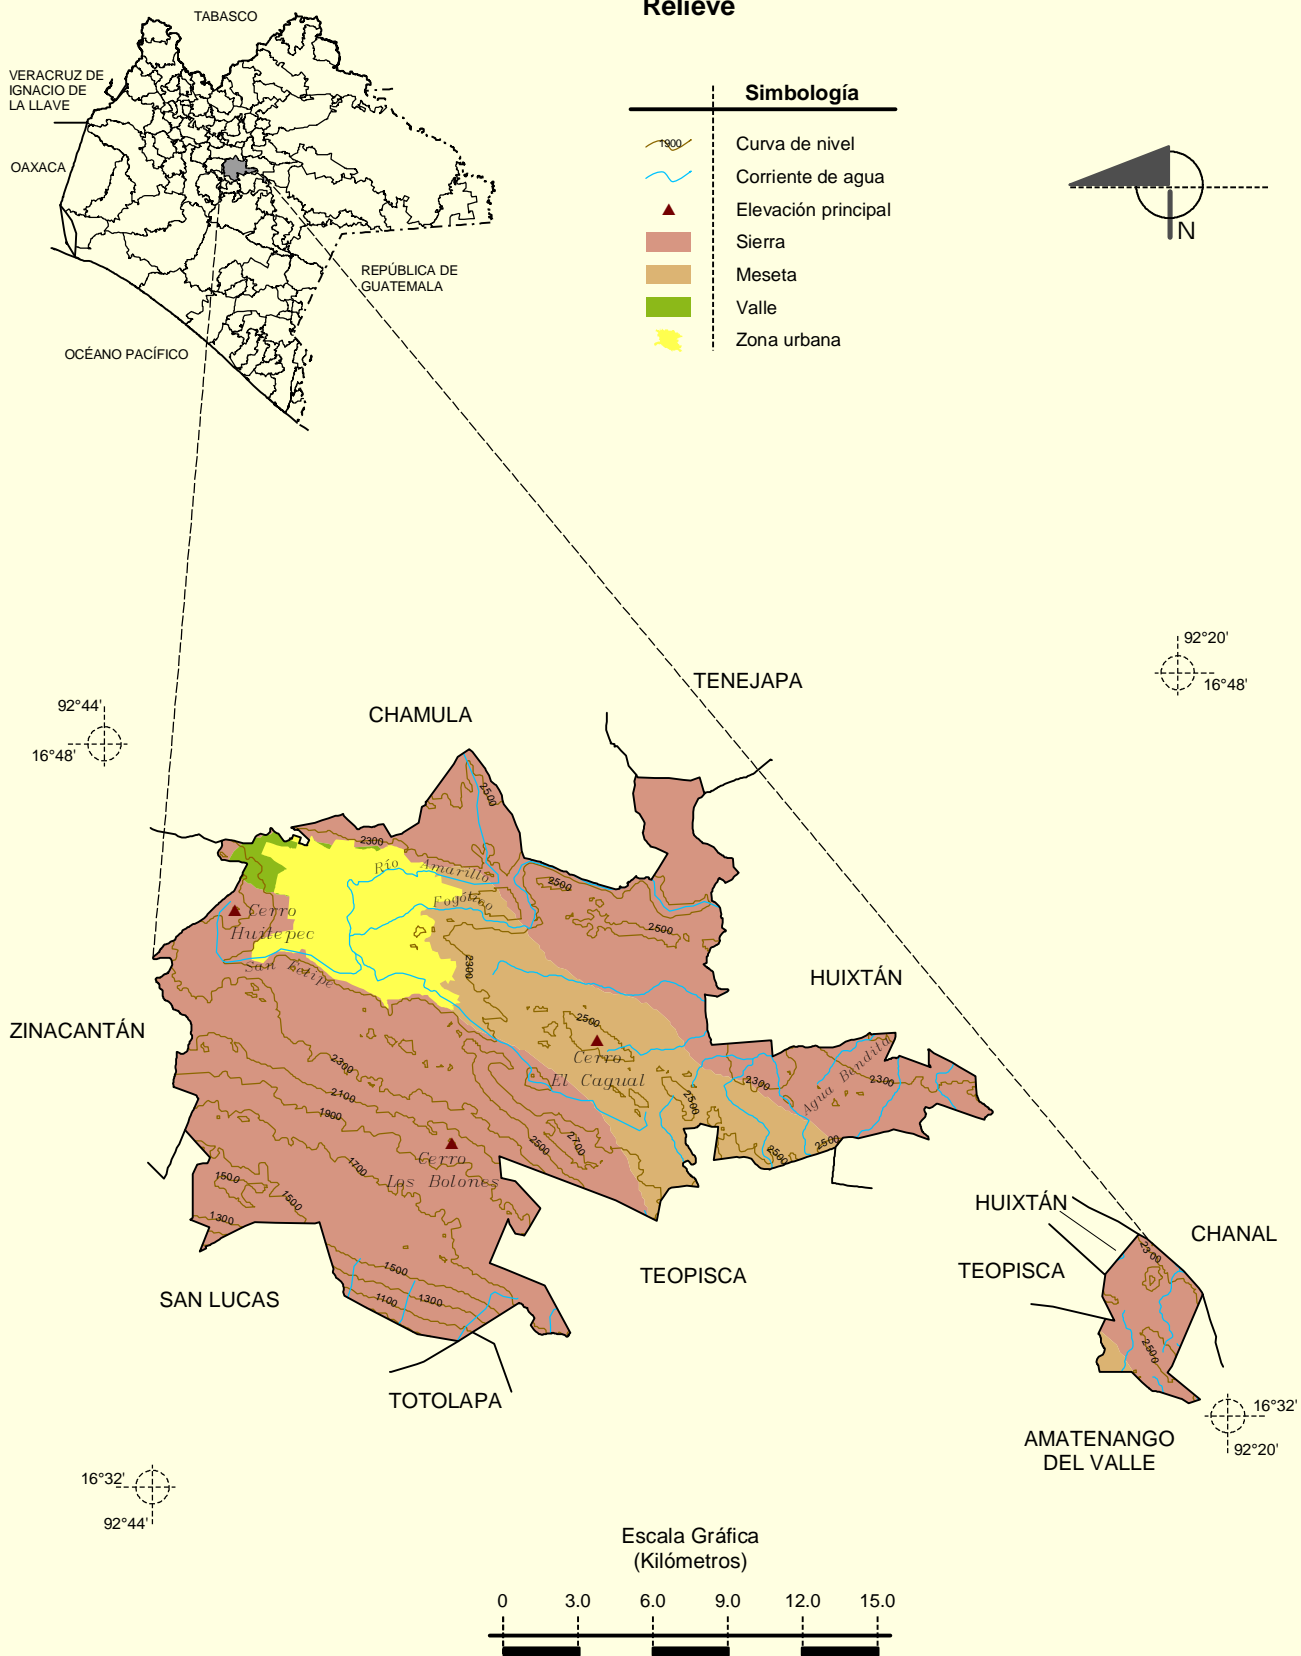 Relieve
TABASCO
VERACRUZ DE
IGNACIO DE
LA LLAVE
OAXACA
REPÚBLICA DE
GUATEMALA
OCÉANO PACÍFICO
Simbología
1900
Curva de nivel
Corriente de agua
Elevación principal
Sierra
Meseta
Valle
Zona urbana
N
92°20'
16°48'
92°44'
16°48'
TENEJAPA
CHAMULA
2500
2300
Río Amarillo
2500
Fogótico
2500
Cerro
Huitepec
San Felipe
2300
HUIXTÁN
ZINACANTÁN
2500
Cerro
El Cagual
2300
2300
Agua Bendita
2300
2100
1900
2500
2500
2700
2500
2500
Cerro
Los Bolones
1700
1500
1500
1300
1500
1300
1100
SAN LUCAS
TEOPISCA
TOTOLAPA
HUIXTÁN
CHANAL
TEOPISCA
2300
2500
16°32'
92°20'
AMATENANGO
DEL VALLE
16°32'
92°44'
Escala Gráfica
(Kilómetros)
0 3.0 6.0 9.0 12.0 15.0